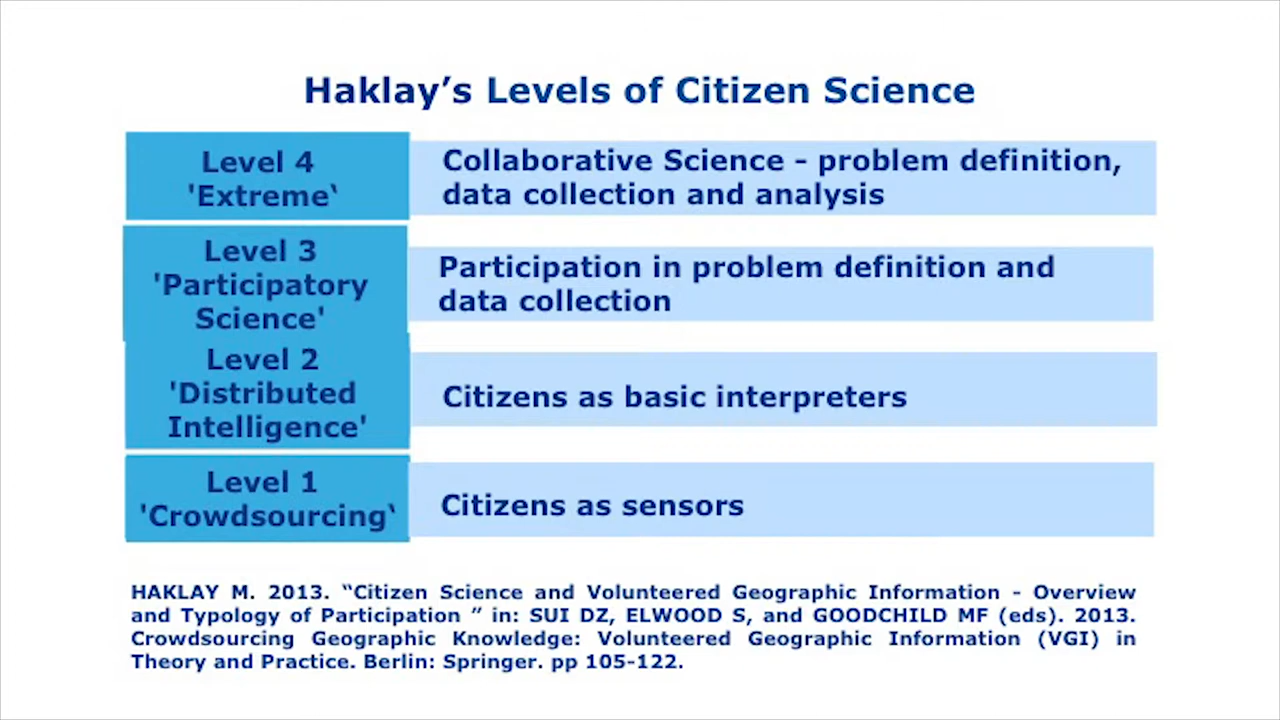 Haklay’s Levels of Citizen Science
Level 4
'Extreme‘
Collaborative Science - problem definition,
data collection and analysis
Level 3
'Participatory
Science'
Participation in problem definition and
data collection
Level 2
'Distributed
Intelligence'
Citizens as basic interpreters
Level 1
'Crowdsourcing‘
Citizens as sensors
HAKLAY M. 2013. “Citizen Science and Volunteered Geographic Information - Overview
and Typology of Participation ” in: SUI DZ, ELWOOD S, and GOODCHILD MF (eds). 2013.
Crowdsourcing Geographic Knowledge: Volunteered Geographic Information (VGI) in
Theory and Practice. Berlin: Springer. pp 105-122.